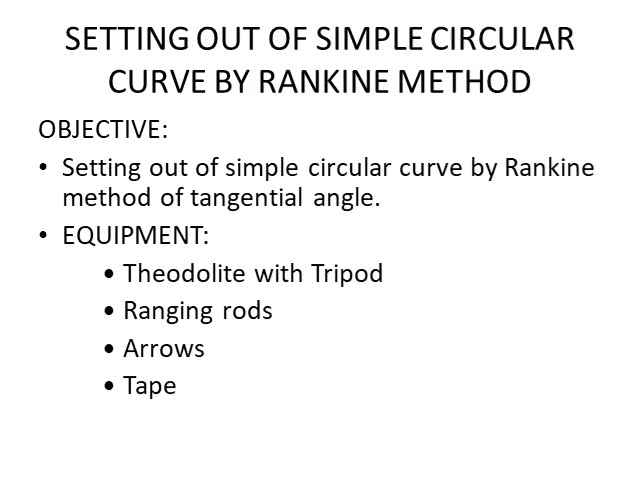 SETTING OUT OF SIMPLE CIRCULAR
CURVE BY RANKINE METHOD
OBJECTIVE:
• Setting out of simple circular curve by Rankine
method of tangential angle.
• EQUIPMENT:
• Theodolite with Tripod
• Ranging rods
• Arrows
• Tape